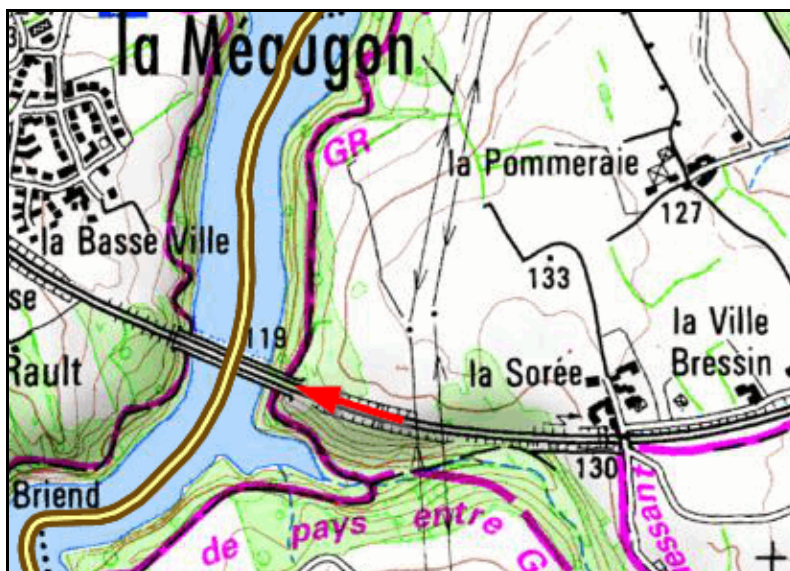 la Méaugon
GR
la Pommeraie
127
la Basse Ville
133
119
la Ville
Bressin
la Sorée
Rault
130
Briend
de pays entre G
essant